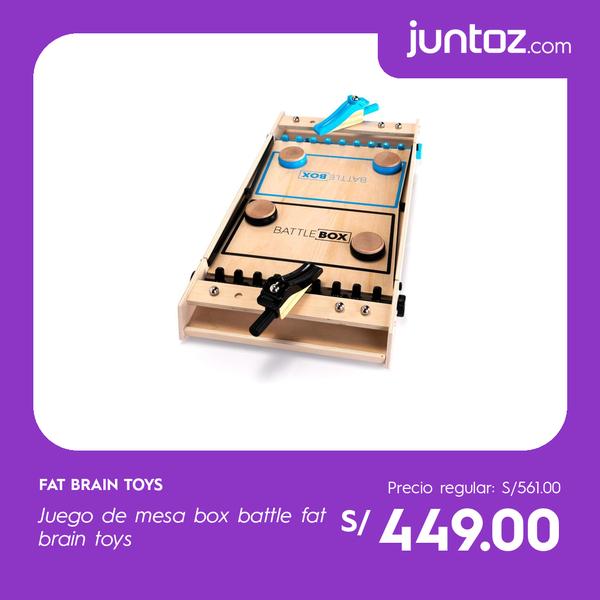 juntoz.com
BATTLE BOX
BATTLE BOX
FAT BRAIN TOYS
Juego de mesa box battle fat
brain toys
Precio regular: S/561.00
S/ 449.00